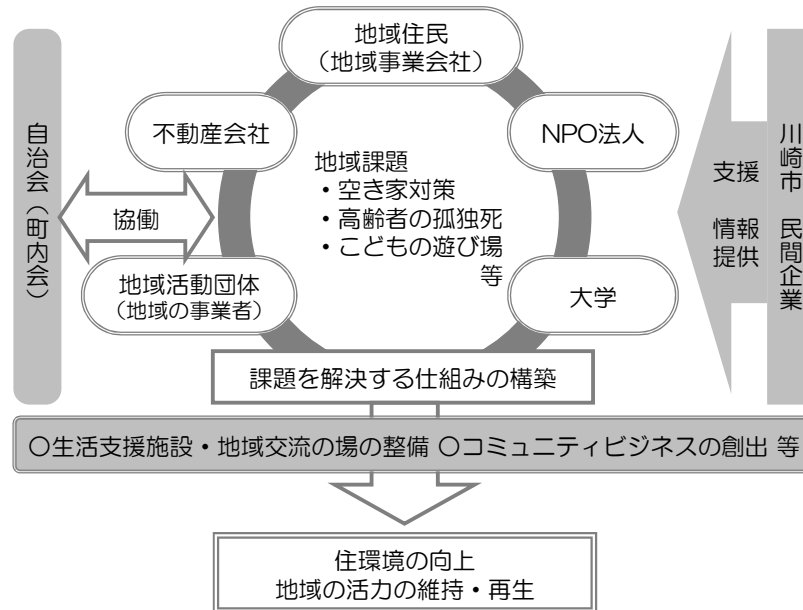 地域住民
（地域事業会社）
不動産会社
NPO法人
自治会（町内会）
協働
地域課題
・空き家対策
・高齢者の孤独死
・こどもの遊び場
等
支援
情報
提供
川崎市 民間企業
地域活動団体
（地域の事業者）
大学
課題を解決する仕組みの構築
〇生活支援施設・地域交流の場の整備 〇コミュニティビジネスの創出 等
住環境の向上
地域の活力の維持・再生